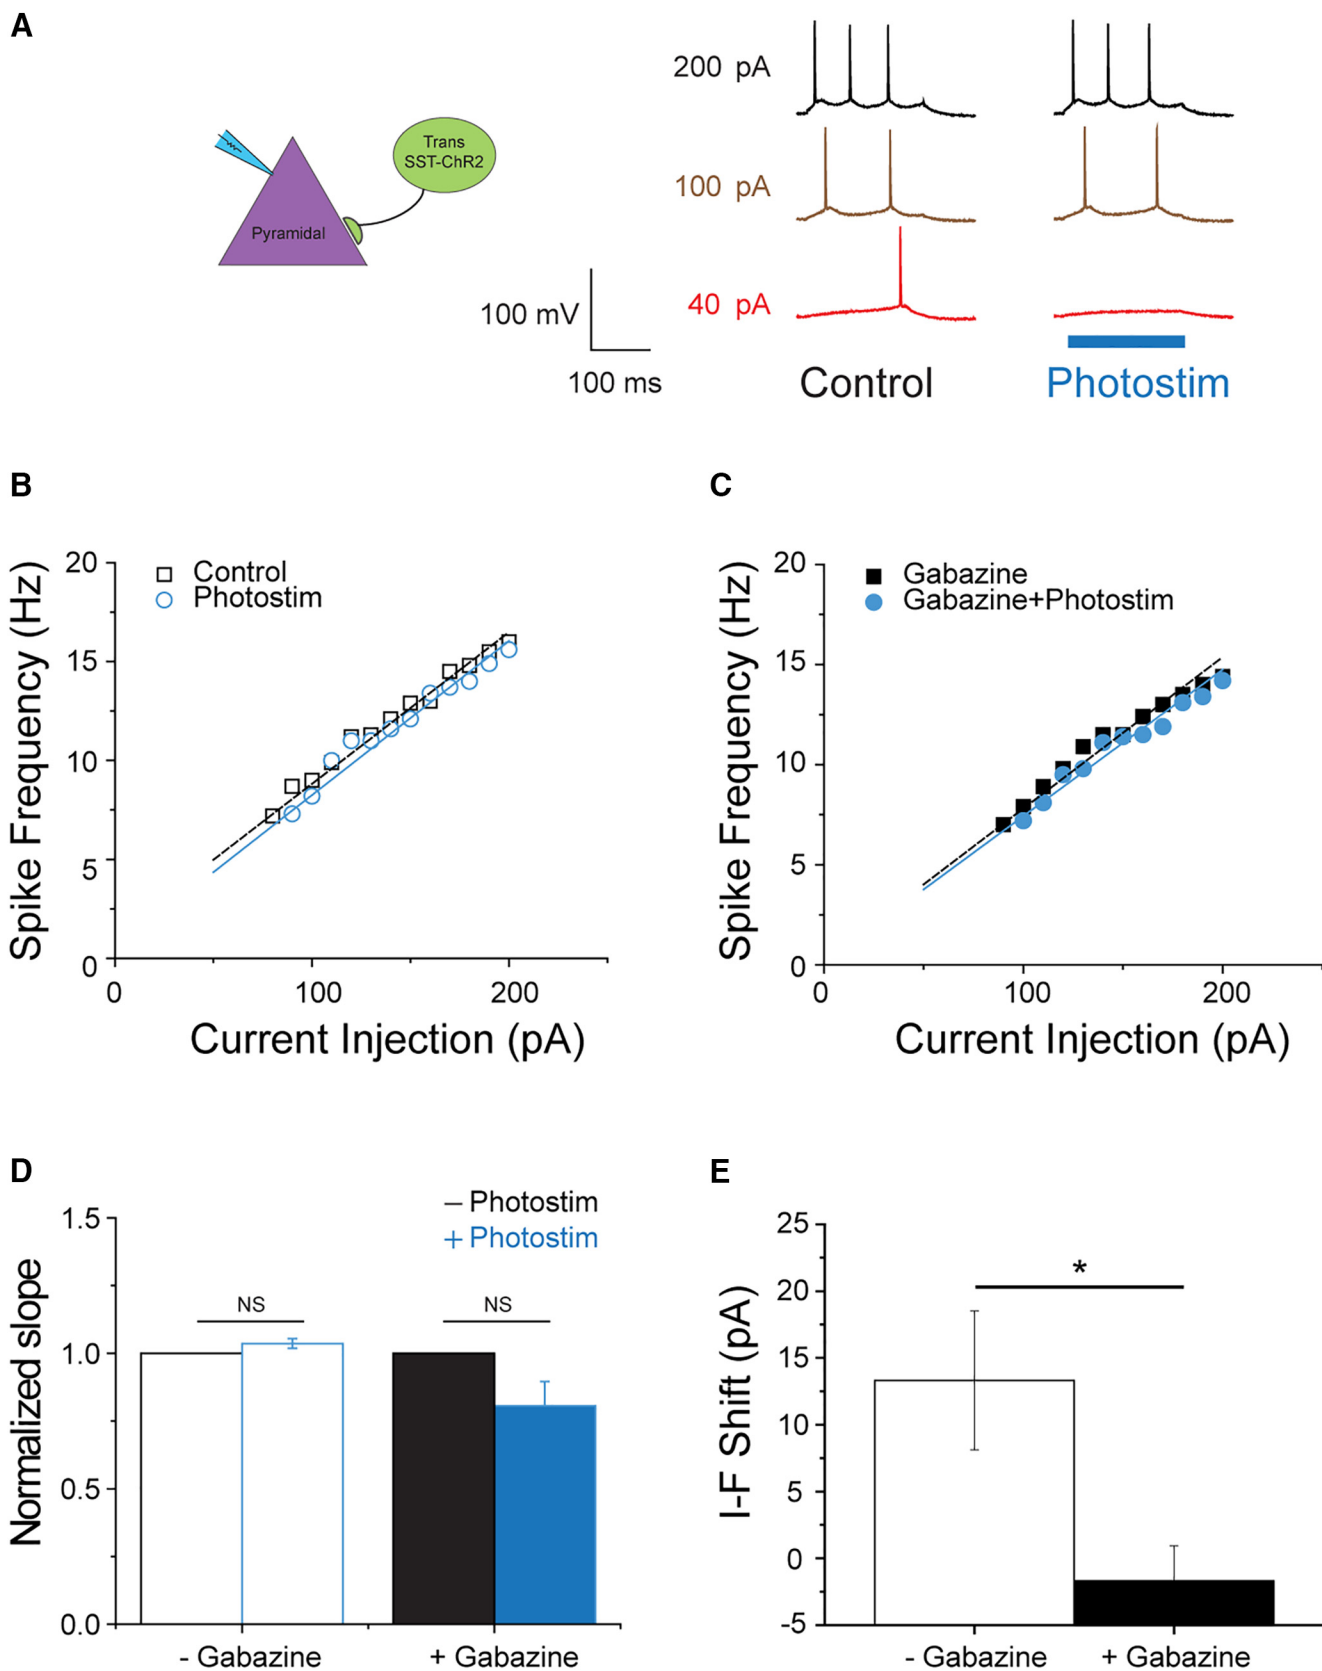 A
Trans
SST-ChR2
Pyramidal
100 mV
100 ms
200 pA
100 pA
40 pA
Control
Photostim
B
Spike Frequency (Hz)
20
15
10
5
0
Control
Photostim
0
100
200
Current Injection (pA)
C
Spike Frequency (Hz)
20
15
10
5
0
Gabazine
Gabazine+Photostim
0
100
200
Current Injection (pA)
D
Normalized slope
1.5
1.0
0.5
0.0
– Photostim
+ Photostim
NS
NS
- Gabazine
+ Gabazine
E
I-F Shift (pA)
25
20
15
10
5
0
-5
*
- Gabazine
+ Gabazine